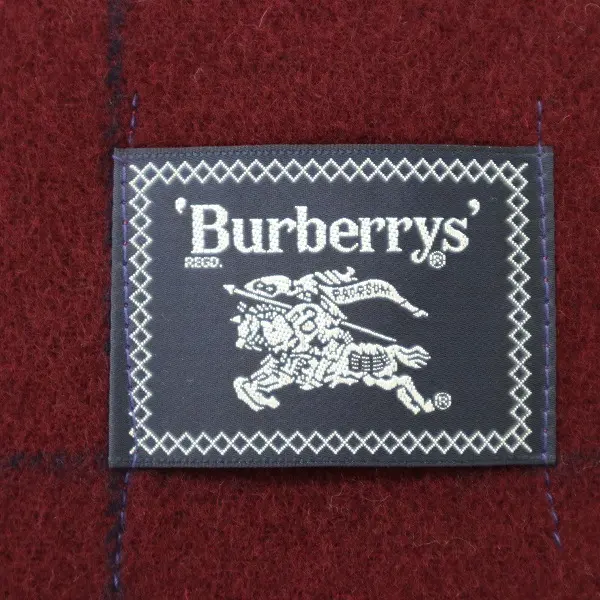 'Burberrys'
REGD. ®
PRORSUM
®